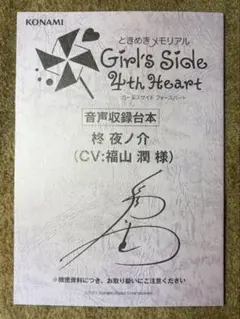 KONAMI
ときめきメモリアル
Girl's Side
4th Heart
ガールズサイド フォースハート
音声収録台本
柊 夜ノ介
(CV:福山 潤 様)
※機密資料につき、お取り扱いにご注意ください